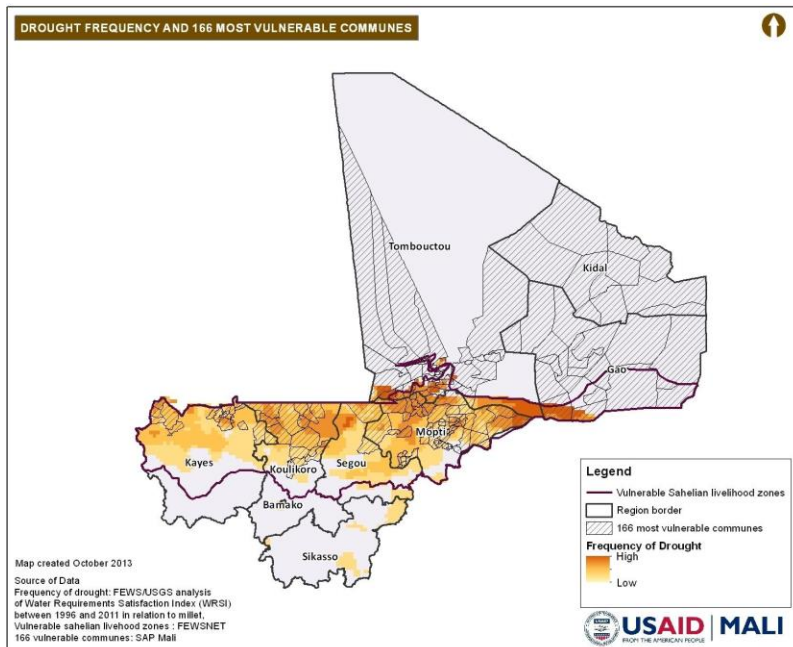 DROUGHT FREQUENCY AND 166 MOST VULNERABLE COMMUNES
Tombouctou
Kidal
Gao
Mopti
Kayes
Koulikoro
Segou
Bamako
Sikasso
Legend
Vulnerable Sahelian livelihood zones
Region border
166 most vulnerable communes
Frequency of Drought
High
Low
Map created October 2013
Source of Data
Frequency of drought: FEWS/USGS analysis
of Water Requirements Satisfaction Index (WRSI)
between 1996 and 2011 in relation to millet,
Vulnerable sahelian livehood zones : FEWSNET
166 vulnerable communes: SAP Mali
USAID | MALI
FROM THE AMERICAN PEOPLE